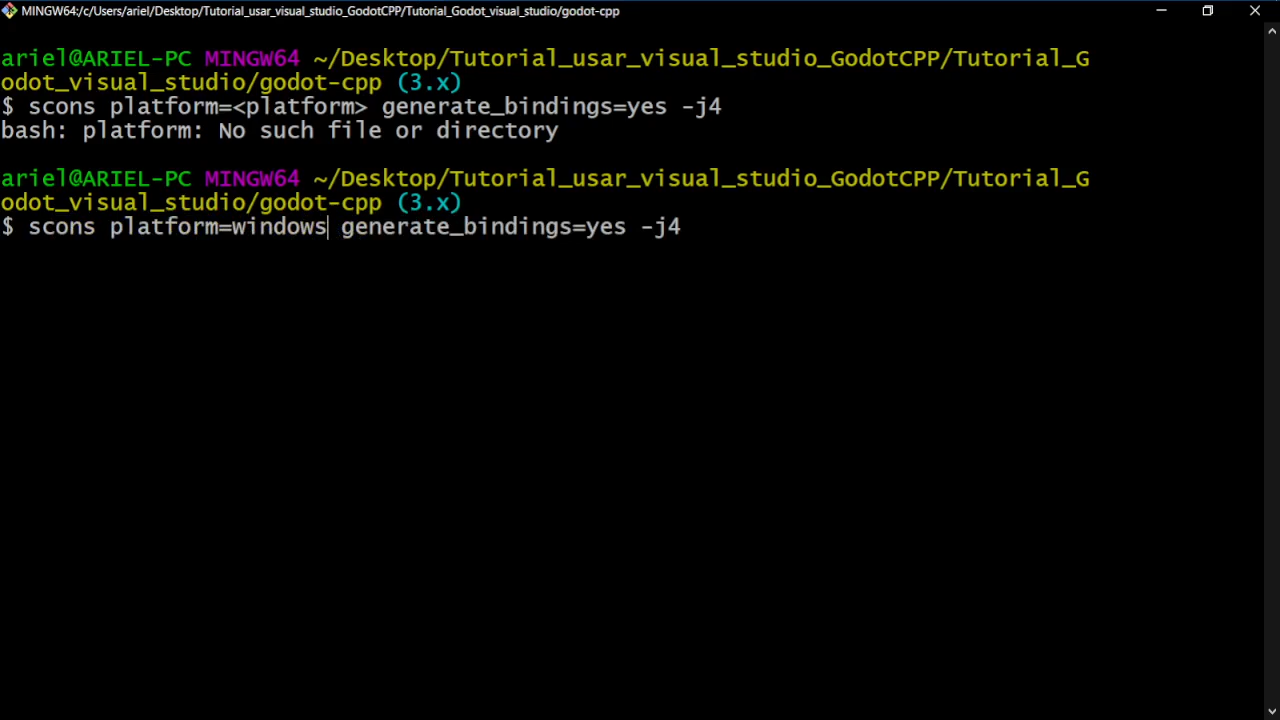 MINGW64:/c/Users/ariel/Desktop/Tutorial_usar_visual_studio_GodotCPP/Tutorial_Godot_visual_studio/godot-cpp
ariel@ARIEL-PC MINGW64 ~/Desktop/Tutorial_usar_visual_studio_GodotCPP/Tutorial_G
odot_visual_studio/godot-cpp (3.x)
$ scons platform=<platform> generate_bindings=yes -j4
bash: platform: No such file or directory
ariel@ARIEL-PC MINGW64 ~/Desktop/Tutorial_usar_visual_studio_GodotCPP/Tutorial_G
odot_visual_studio/godot-cpp (3.x)
$ scons platform=windows generate_bindings=yes -j4